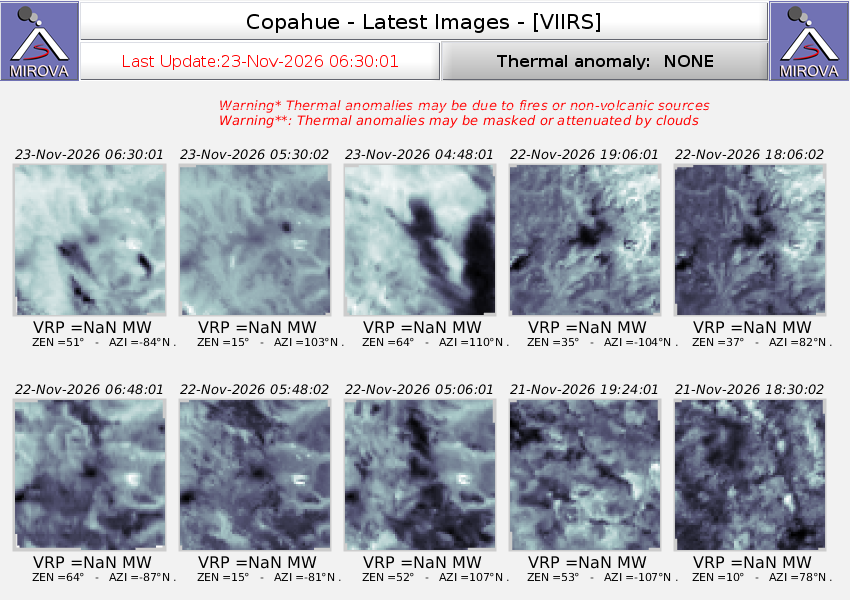 Copahue - Latest Images - [VIIRS]
MIROVA
MIROVA
Last Update:23-Nov-2026 06:30:01
Thermal anomaly: NONE
Warning* Thermal anomalies may be due to fires or non-volcanic sources
Warning**: Thermal anomalies may be masked or attenuated by clouds
23-Nov-2026 06:30:01 23-Nov-2026 05:30:02 23-Nov-2026 04:48:01 22-Nov-2026 19:06:01 22-Nov-2026 18:06:02
VRP =NaN MW VRP =NaN MW VRP =NaN MW VRP =NaN MW VRP =NaN MW
ZEN =51° - AZI =-84°N . ZEN =15° - AZI =103°N . ZEN =64° - AZI =110°N . ZEN =35° - AZI =-104°N . ZEN =37° - AZI =82°N .
22-Nov-2026 06:48:01 22-Nov-2026 05:48:02 22-Nov-2026 05:06:01 21-Nov-2026 19:24:01 21-Nov-2026 18:30:02
VRP =NaN MW VRP =NaN MW VRP =NaN MW VRP =NaN MW VRP =NaN MW
ZEN =64° - AZI =-87°N . ZEN =15° - AZI =-81°N . ZEN =52° - AZI =107°N . ZEN =53° - AZI =-107°N . ZEN =10° - AZI =78°N .